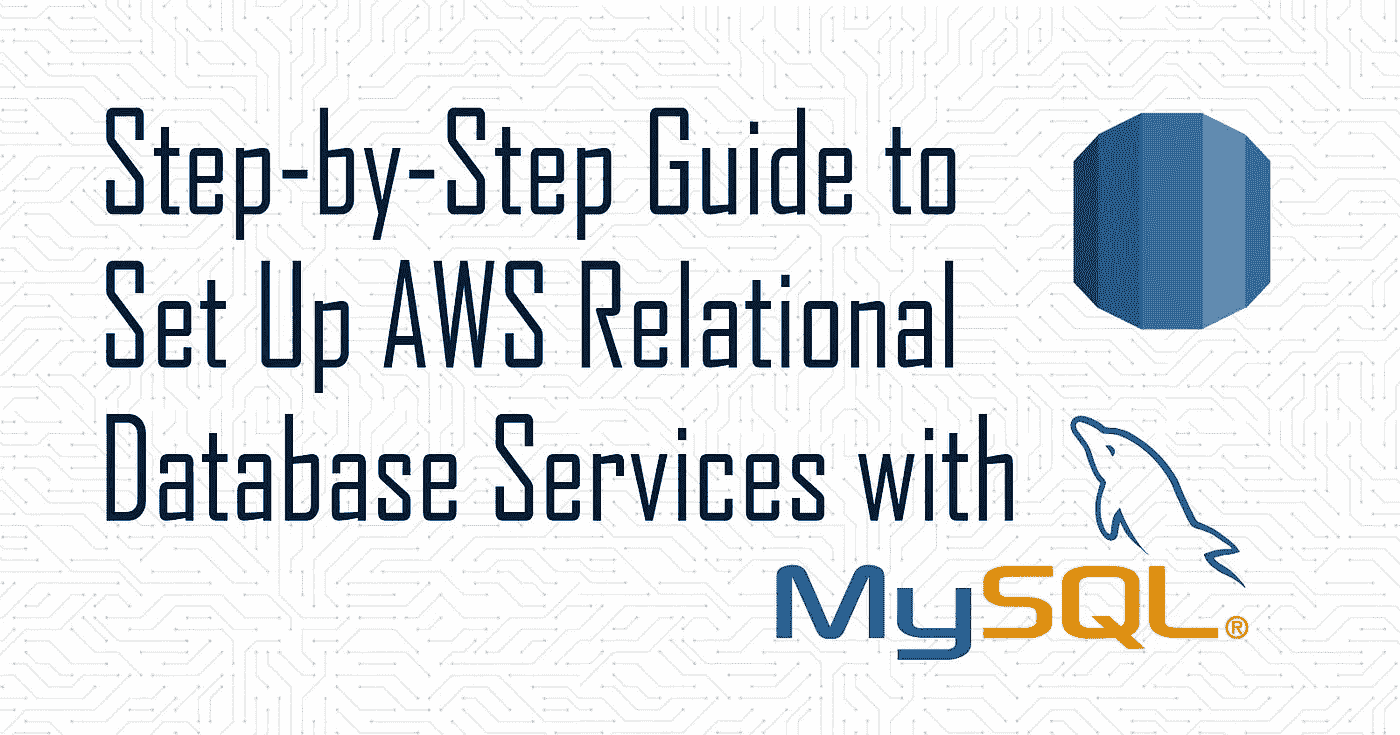 Step-by-Step Guide to
Set Up AWS Relational
Database Services with
MySQL®